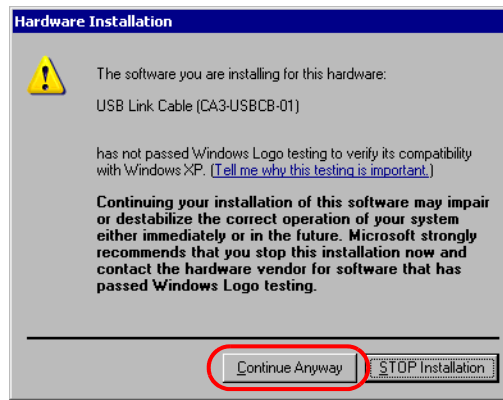 Hardware Installation
The software you are installing for this hardware:
USB Link Cable (CA3-USBCB-01)
has not passed Windows Logo testing to verify its compatibility
with Windows XP. (Tell me why this testing is important.)
Continuing your installation of this software may impair
or destabilize the correct operation of your system
either immediately or in the future. Microsoft strongly
recommends that you stop this installation now and
contact the hardware vendor for software that has
passed Windows Logo testing.
Continue Anyway STOP Installation